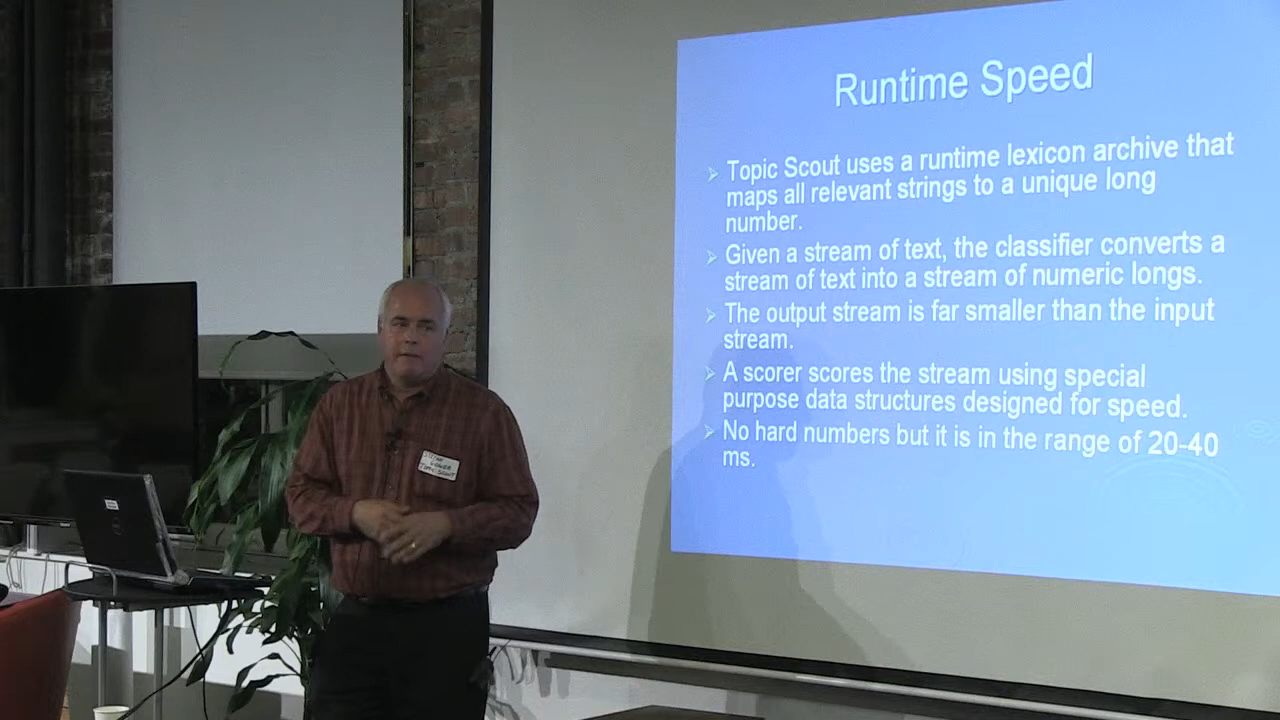 Runtime Speed
Topic Scout uses a runtime lexicon archive that
maps all relevant strings to a unique long
number.
Given a stream of text, the classifier converts a
stream of text into a stream of numeric longs.
The output stream is far smaller than the input
stream.
A scorer scores the stream using special
purpose data structures designed for speed.
No hard numbers but it is in the range of 20-40
ms.
TOPIC SCOUT